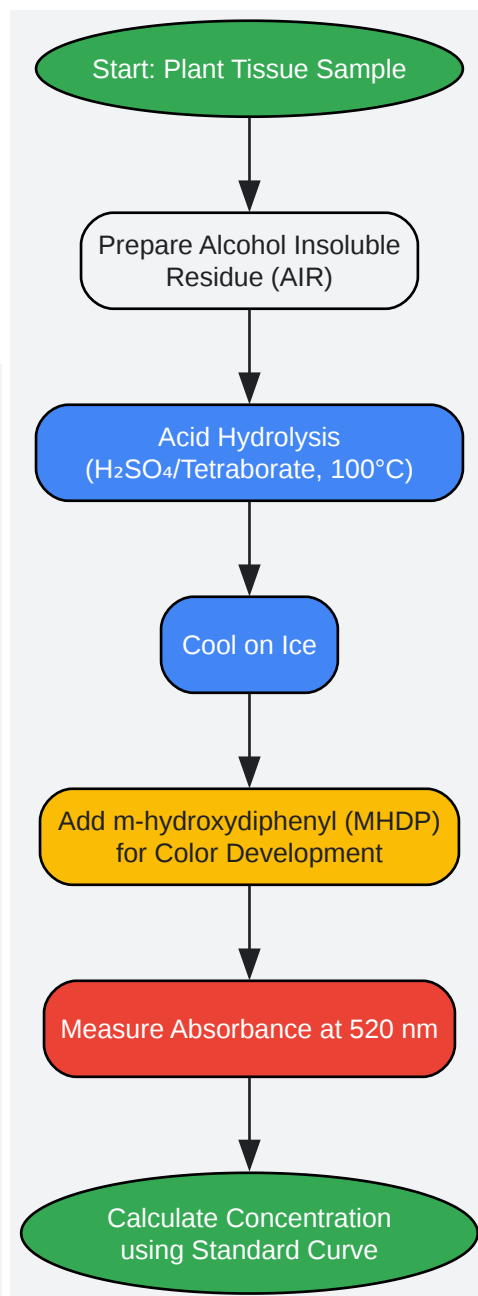 Start: Plant Tissue Sample
Prepare Alcohol Insoluble
Residue (AIR)
Acid Hydrolysis
(H₂SO₄/Tetraborate, 100°C)
Cool on Ice
Add m-hydroxydiphenyl (MHDP)
for Color Development
Measure Absorbance at 520 nm
Calculate Concentration
using Standard Curve